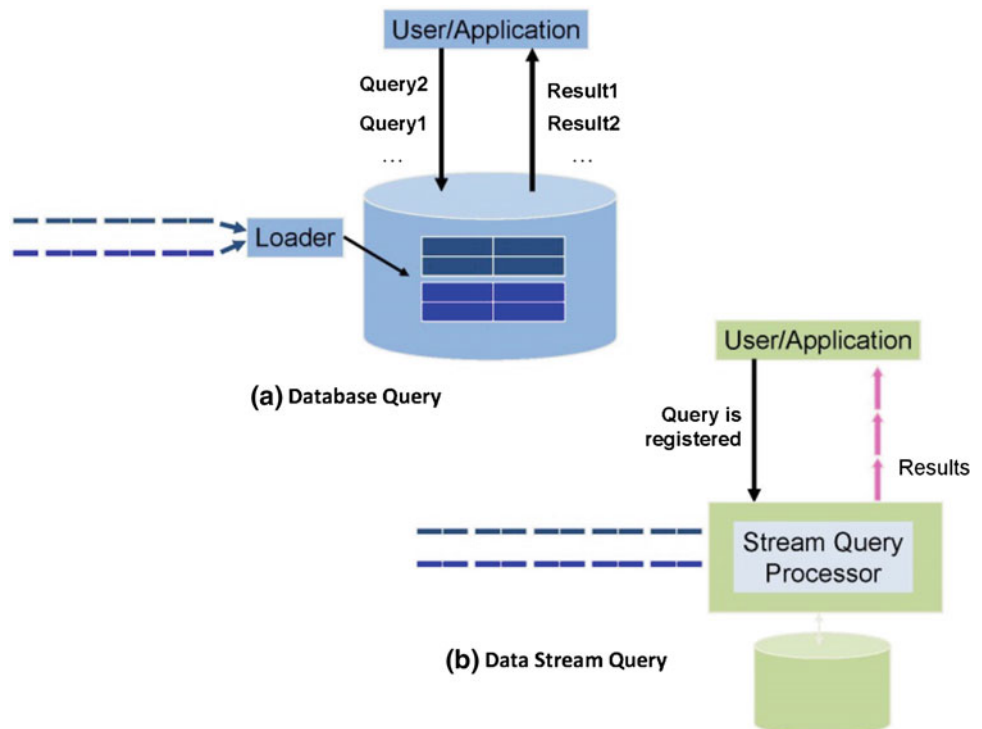 User/Application
Query2
Query1
...
Result1
Result2
...
Loader
(a) Database Query
User/Application
Query is
registered
Results
Stream Query
Processor
(b) Data Stream Query